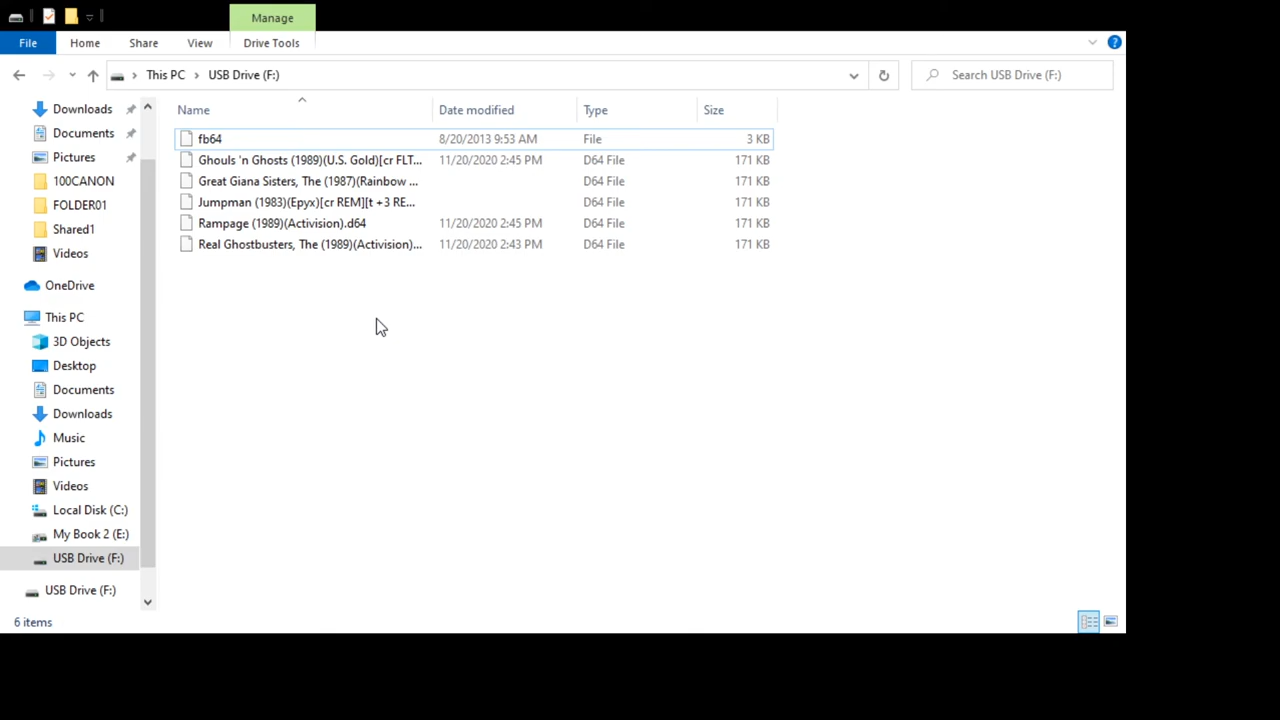 Manage
File Home Share View Drive Tools
This PC › USB Drive (F:)
Search USB Drive (F:)
Name Date modified Type Size
fb64 8/20/2013 9:53 AM File 3 KB
Ghouls 'n Ghosts (1989)(U.S. Gold)[cr FLT... 11/20/2020 2:45 PM D64 File 171 KB
Great Giana Sisters, The (1987)(Rainbow ... D64 File 171 KB
Jumpman (1983)(Epyx)[cr REM][t +3 RE... D64 File 171 KB
Rampage (1989)(Activision).d64 11/20/2020 2:45 PM D64 File 171 KB
Real Ghostbusters, The (1989)(Activision)... 11/20/2020 2:43 PM D64 File 171 KB
Downloads
Documents
Pictures
100CANON
FOLDER01
Shared1
Videos
OneDrive
This PC
3D Objects
Desktop
Documents
Downloads
Music
Pictures
Videos
Local Disk (C:)
My Book 2 (E:)
USB Drive (F:)
USB Drive (F:)
6 items